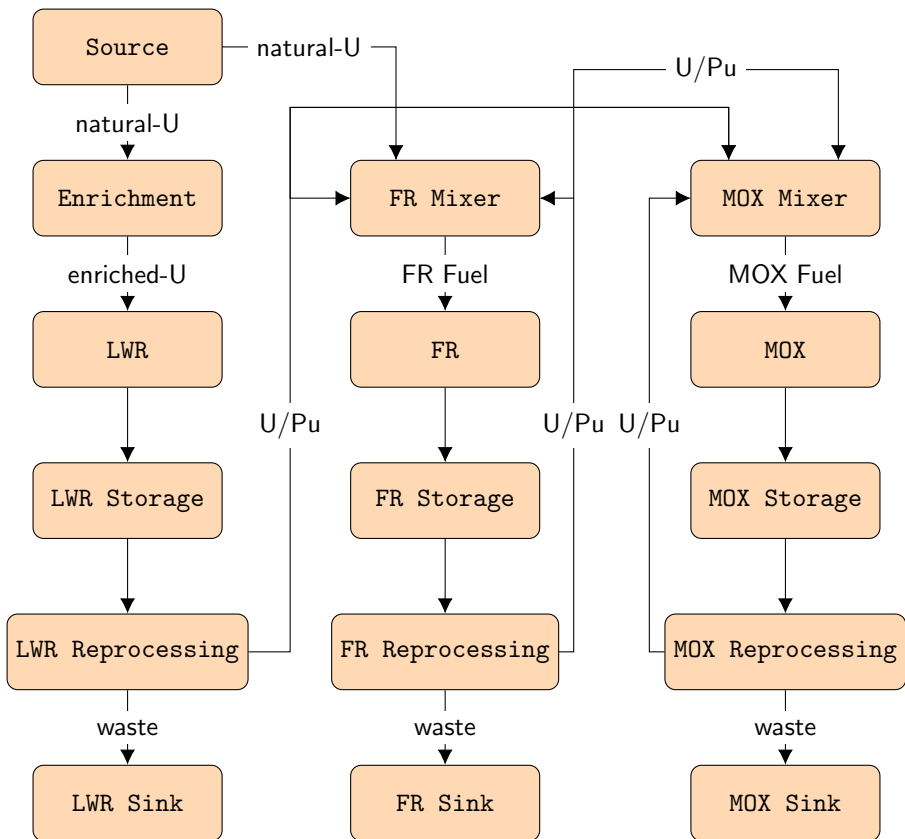 Source
natural-U
U/Pu
natural-U
Enrichment
FR Mixer
MOX Mixer
enriched-U
FR Fuel
MOX Fuel
LWR
FR
MOX
U/Pu
U/Pu
U/Pu
LWR Storage
FR Storage
MOX Storage
LWR Reprocessing
FR Reprocessing
MOX Reprocessing
waste
waste
waste
LWR Sink
FR Sink
MOX Sink